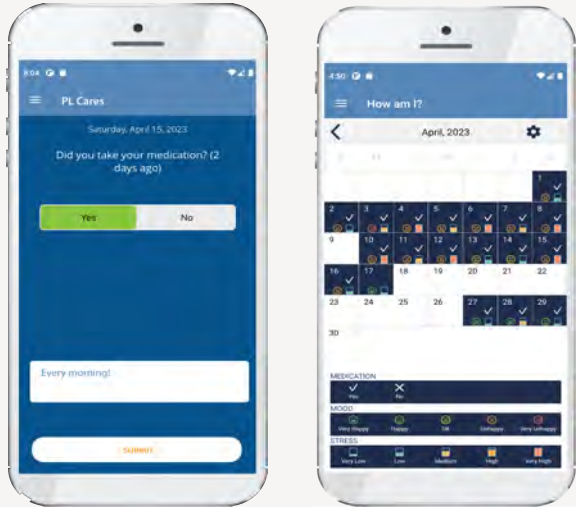 PL Cares
Saturday, April 15, 2023
Did you take your medication? (2
days ago)
Yes No
Every morning!
SUBMIT
4:50
How am I?
April, 2023
1
2 3 4 5 6 7 8
9 10 11 12 13 14 15
16 17 18 19 20 21 22
23 24 25 26 27 28 29
30
MEDICATION
Yes No
MOOD
Very Happy Happy OK Unhappy Very Unhappy
STRESS
Very Low Low Medium High Very High